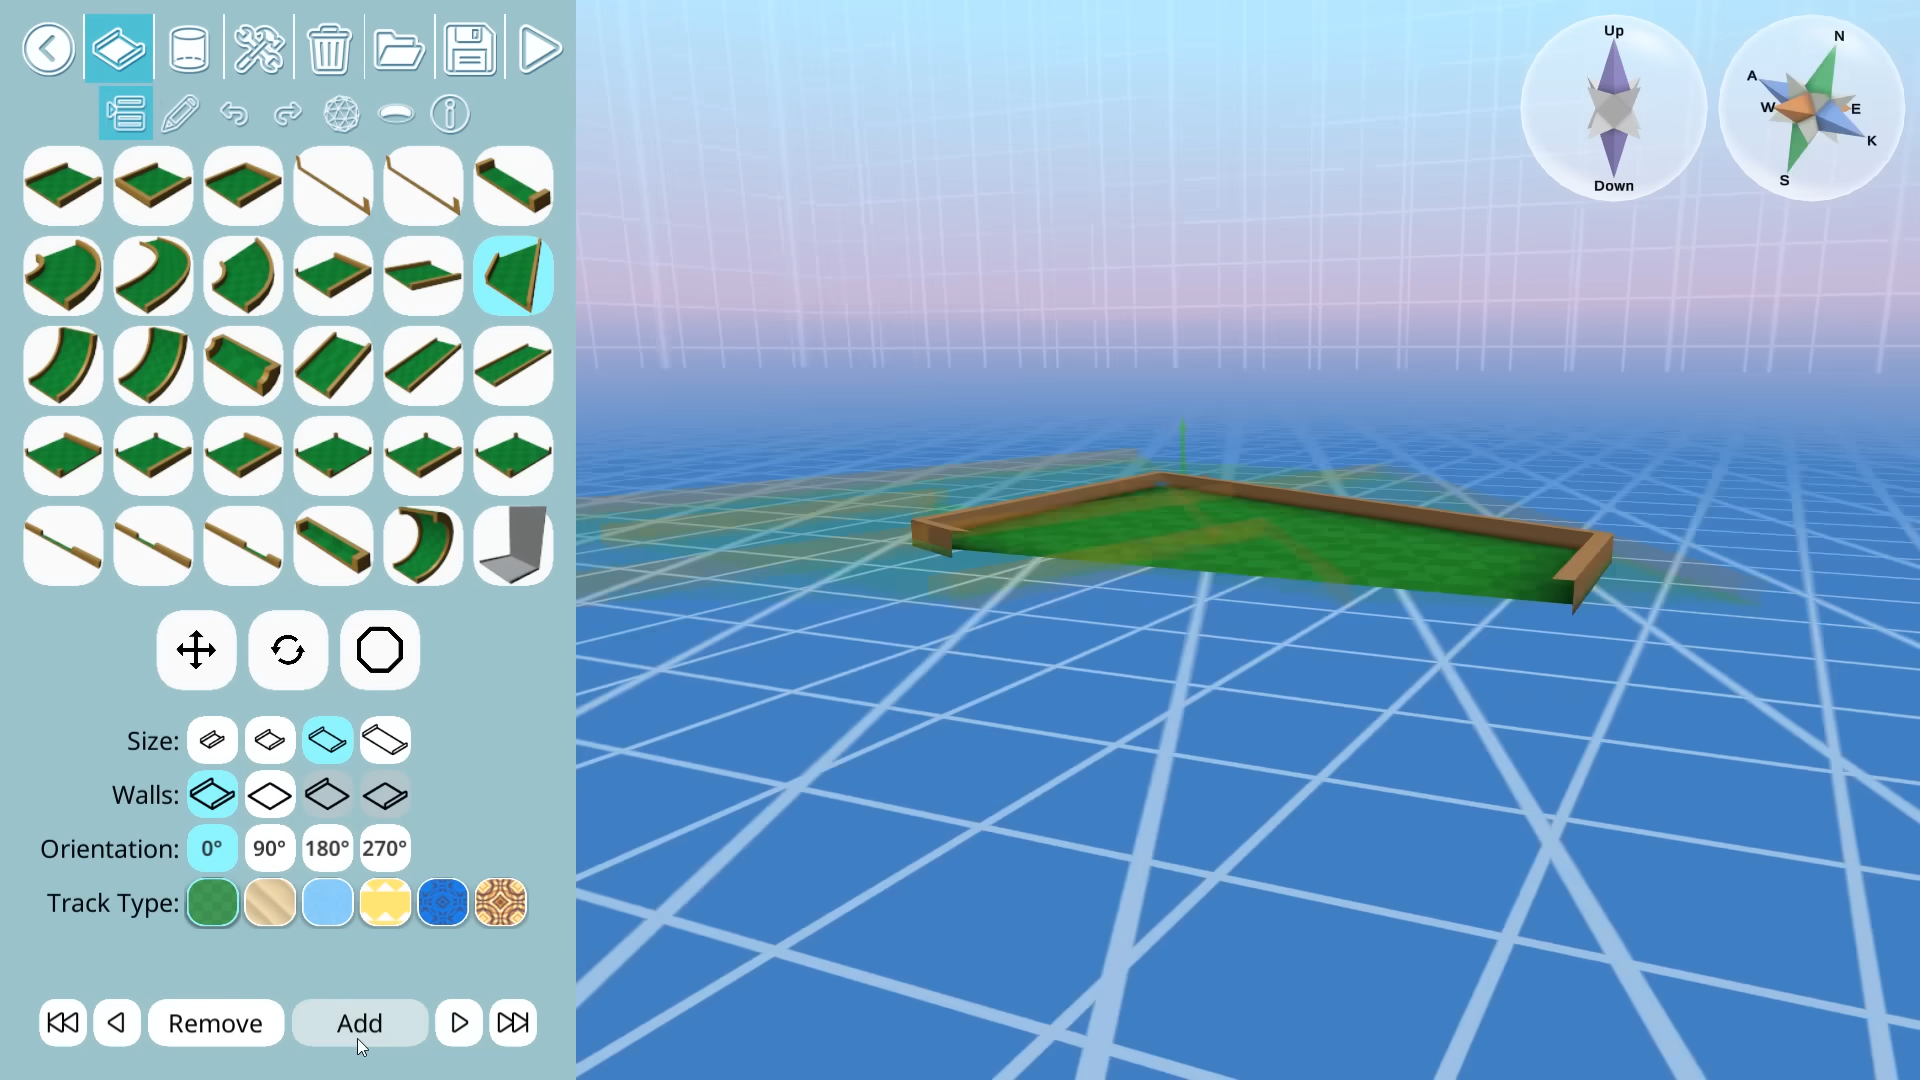 Up
Down
N
A
W
E
K
S
Size:
Walls:
Orientation: 0° 90° 180° 270°
Track Type:
Remove Add